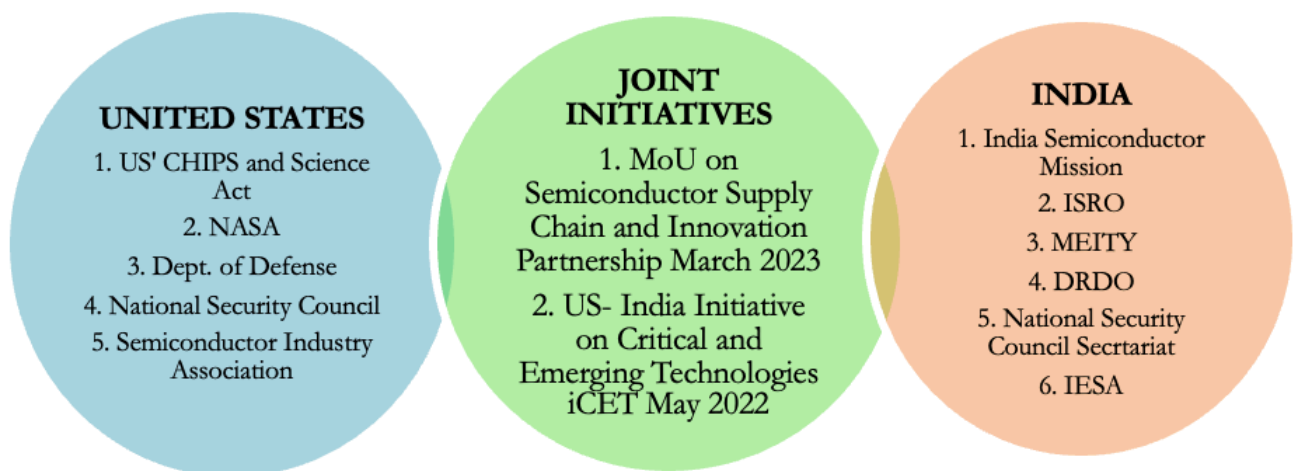 UNITED STATES
1. US' CHIPS and Science
Act
2. NASA
3. Dept. of Defense
4. National Security Council
5. Semiconductor Industry
Association
JOINT
INITIATIVES
1. MoU on
Semiconductor Supply
Chain and Innovation
Partnership March 2023
2. US- India Initiative
on Critical and
Emerging Technologies
iCET May 2022
INDIA
1. India Semiconductor
Mission
2. ISRO
3. MEITY
4. DRDO
5. National Security
Council Secrtariat
6. IESA